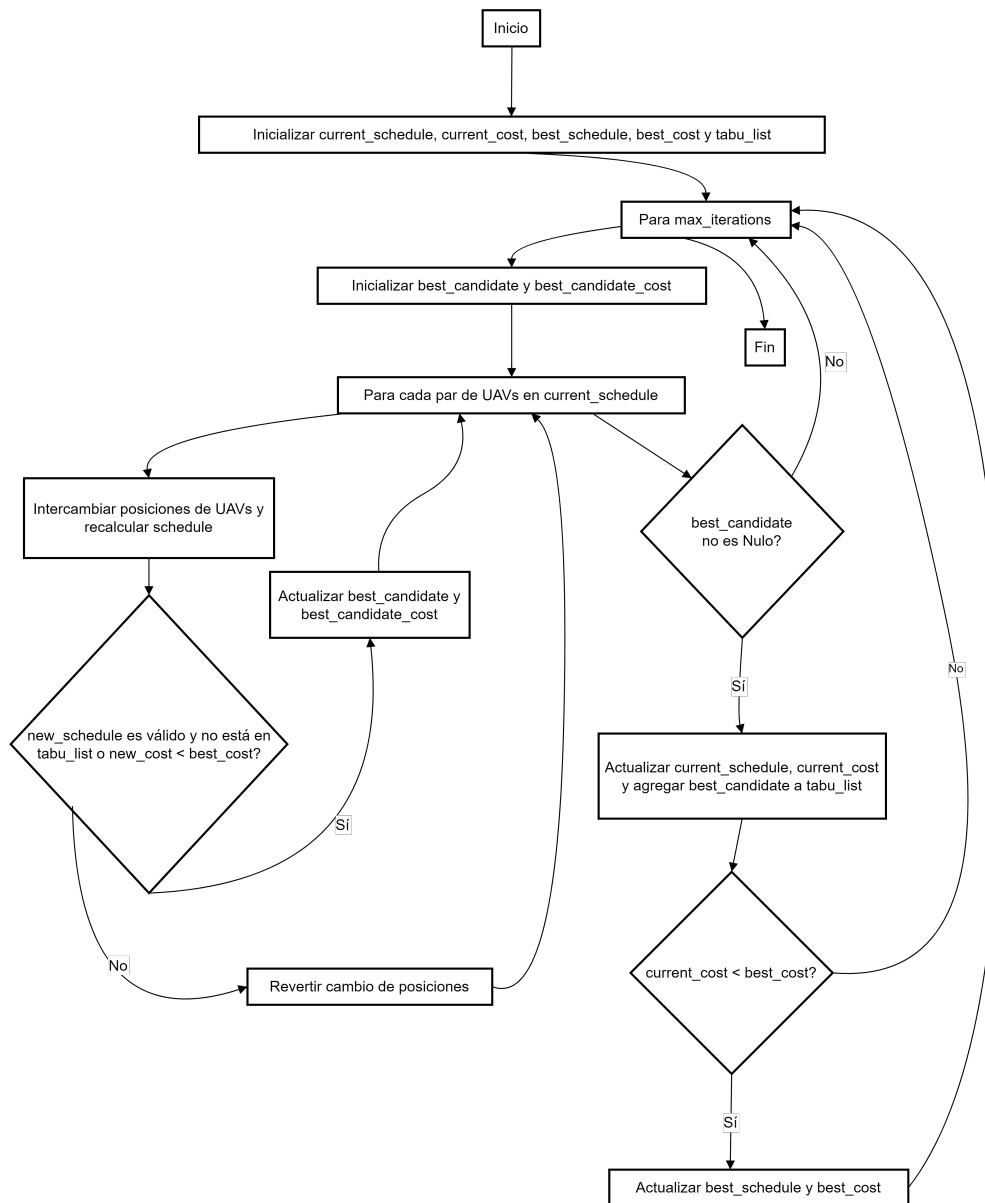 Inicio
Inicializar current_schedule, current_cost, best_schedule, best_cost y tabu_list
Para max_iterations
Inicializar best_candidate y best_candidate_cost
Fin
No
Para cada par de UAVs en current_schedule
Intercambiar posiciones de UAVs y
recalcular schedule
best_candidate
no es Nulo?
Actualizar best_candidate y
best_candidate_cost
No
Sí
new_schedule es válido y no está en
tabu_list o new_cost < best_cost?
Actualizar current_schedule, current_cost
y agregar best_candidate a tabu_list
Sí
No
current_cost < best_cost?
Revertir cambio de posiciones
Sí
Actualizar best_schedule y best_cost